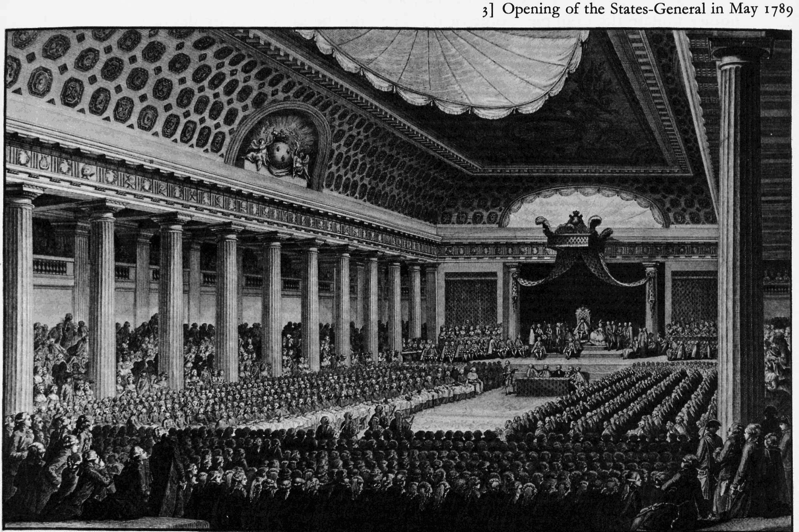 3] Opening of the States-General in May 1789